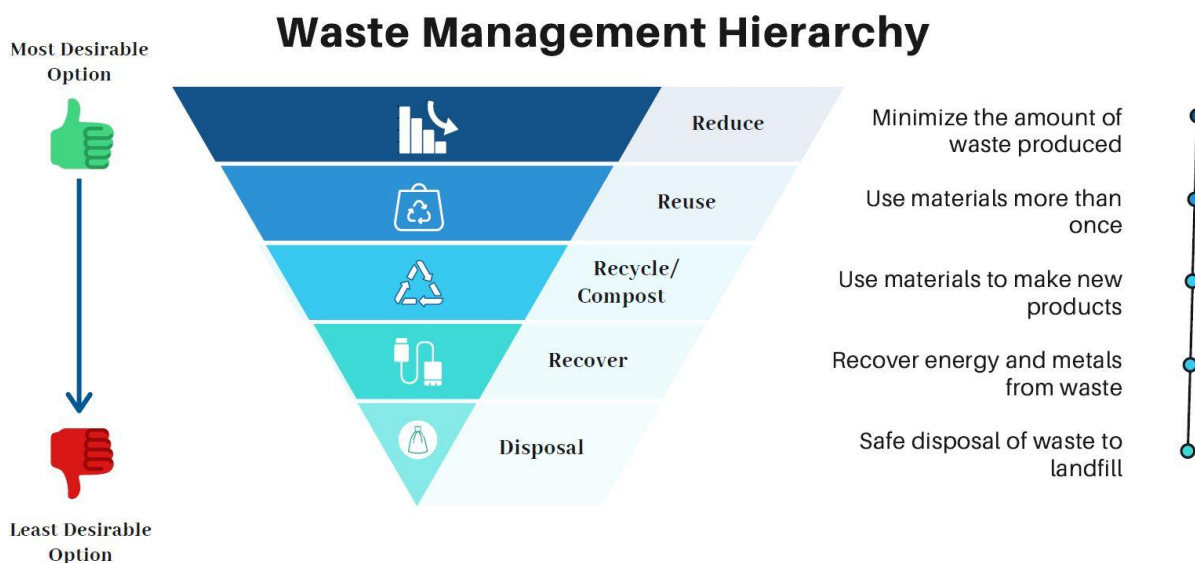 Waste Management Hierarchy
Most Desirable
Option
Reduce
Minimize the amount of
waste produced
Reuse
Use materials more than
once
Recycle/
Compost
Use materials to make new
products
Recover
Recover energy and metals
from waste
Disposal
Safe disposal of waste to
landfill
Least Desirable
Option